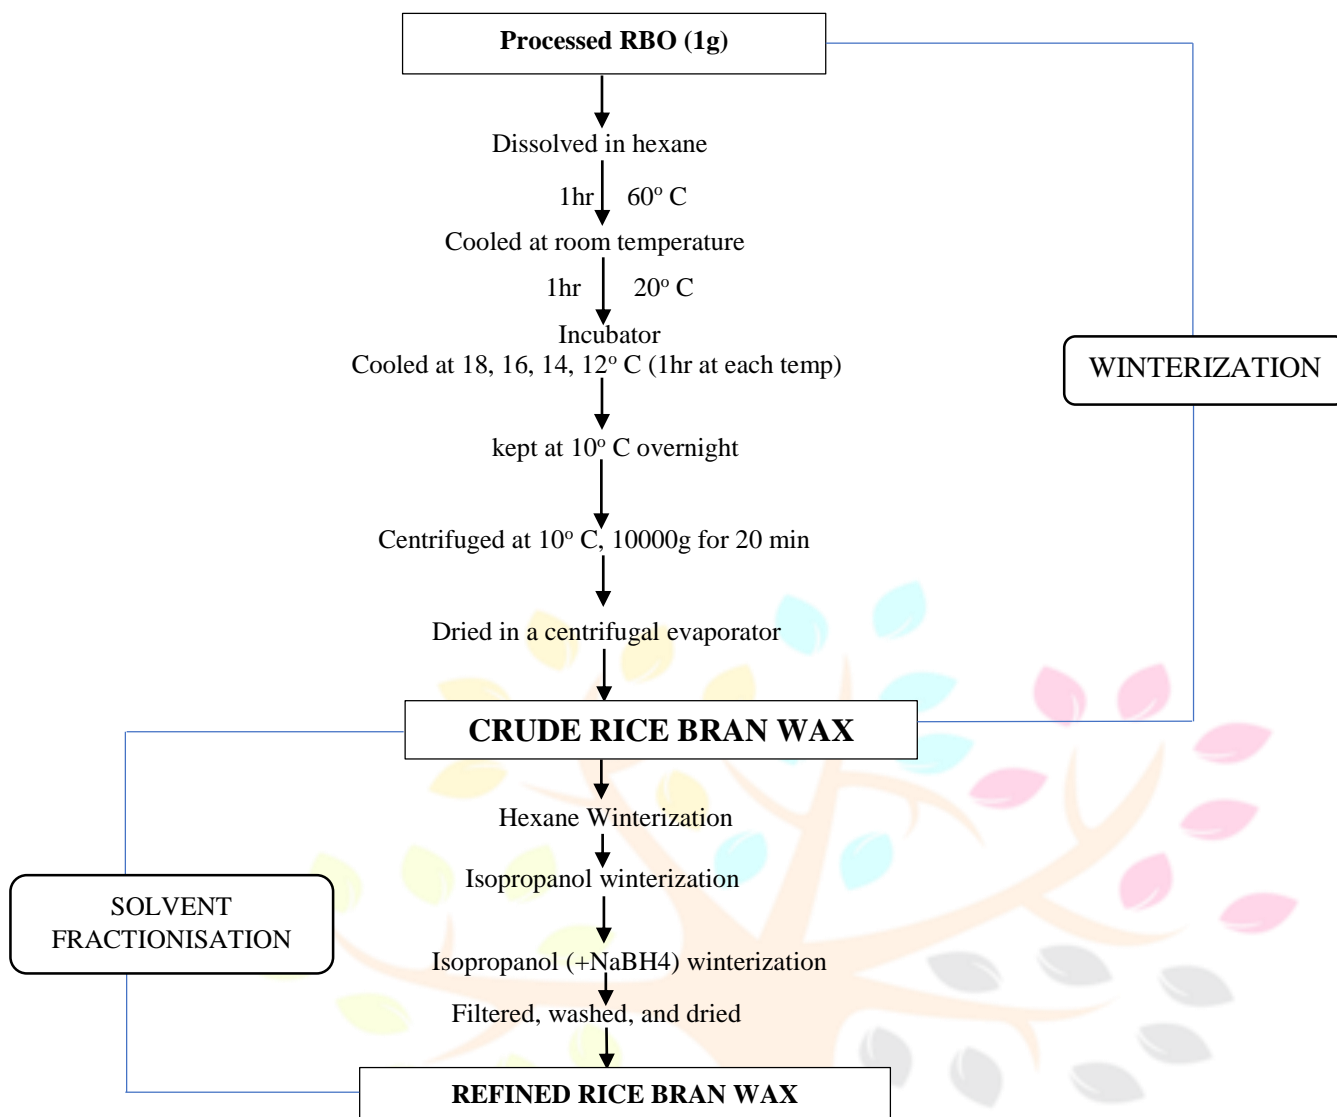 Processed RBO (1g)
Dissolved in hexane
1hr 60° C
Cooled at room temperature
1hr 20° C
Incubator
Cooled at 18, 16, 14, 12° C (1hr at each temp)
WINTERIZATION
kept at 10° C overnight
Centrifuged at 10° C, 10000g for 20 min
Dried in a centrifugal evaporator
CRUDE RICE BRAN WAX
Hexane Winterization
Isopropanol winterization
SOLVENT
FRACTIONISATION
Isopropanol (+NaBH4) winterization
Filtered, washed, and dried
REFINED RICE BRAN WAX